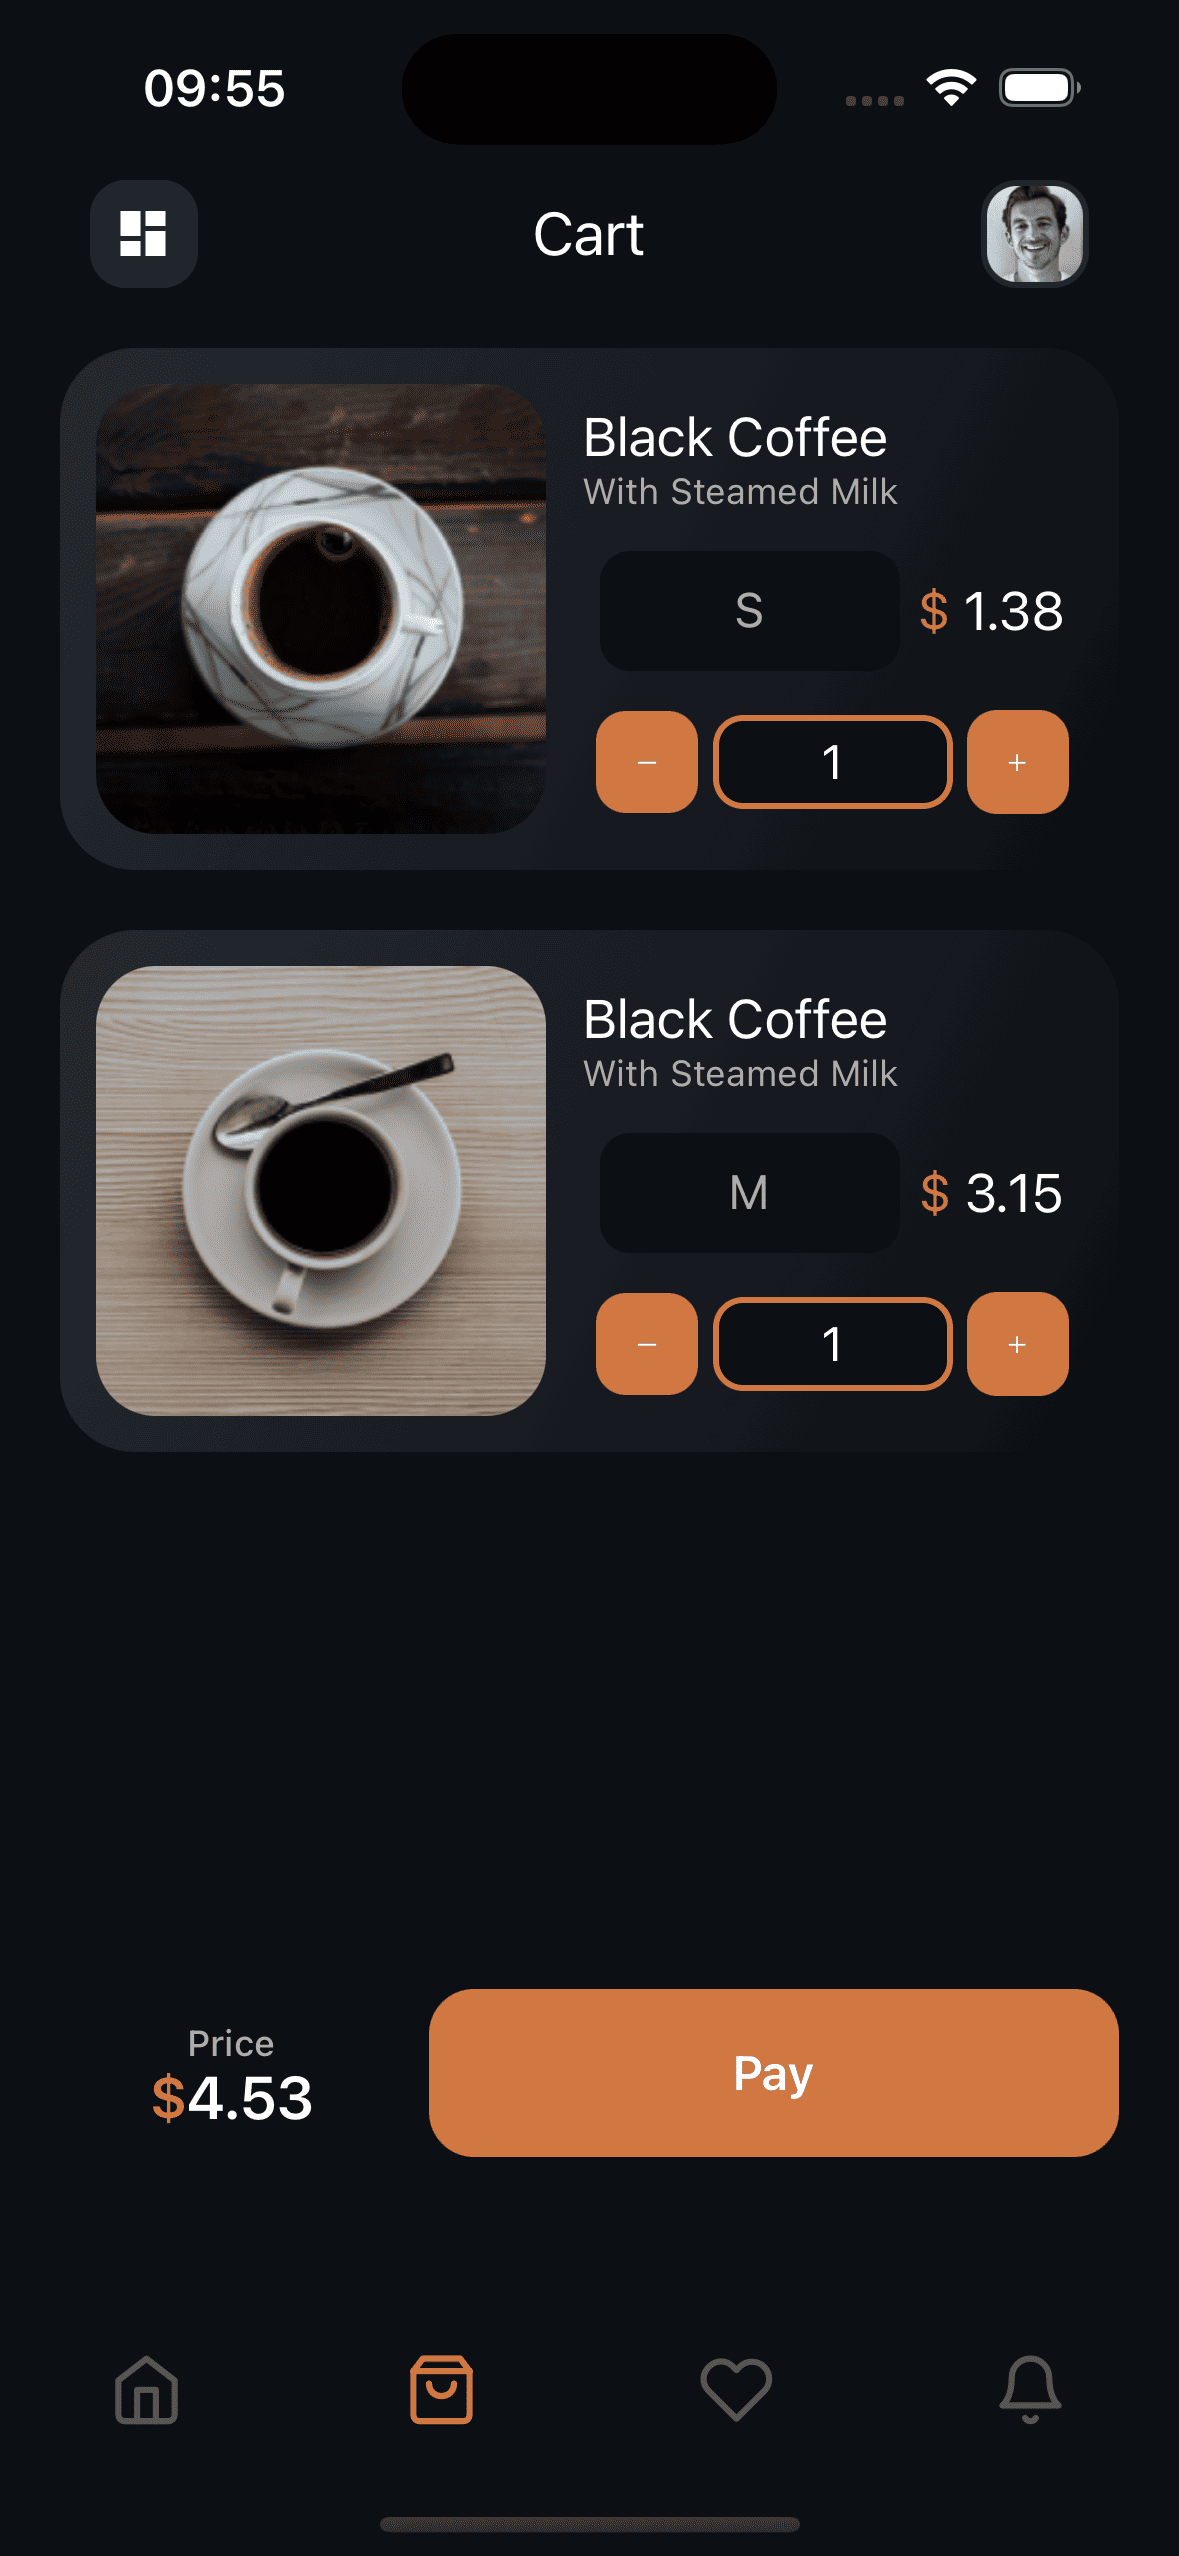 09:55
Cart
Black Coffee
With Steamed Milk
S
$ 1.38
− 1 +
Black Coffee
With Steamed Milk
M
$ 3.15
− 1 +
Price
$4.53
Pay